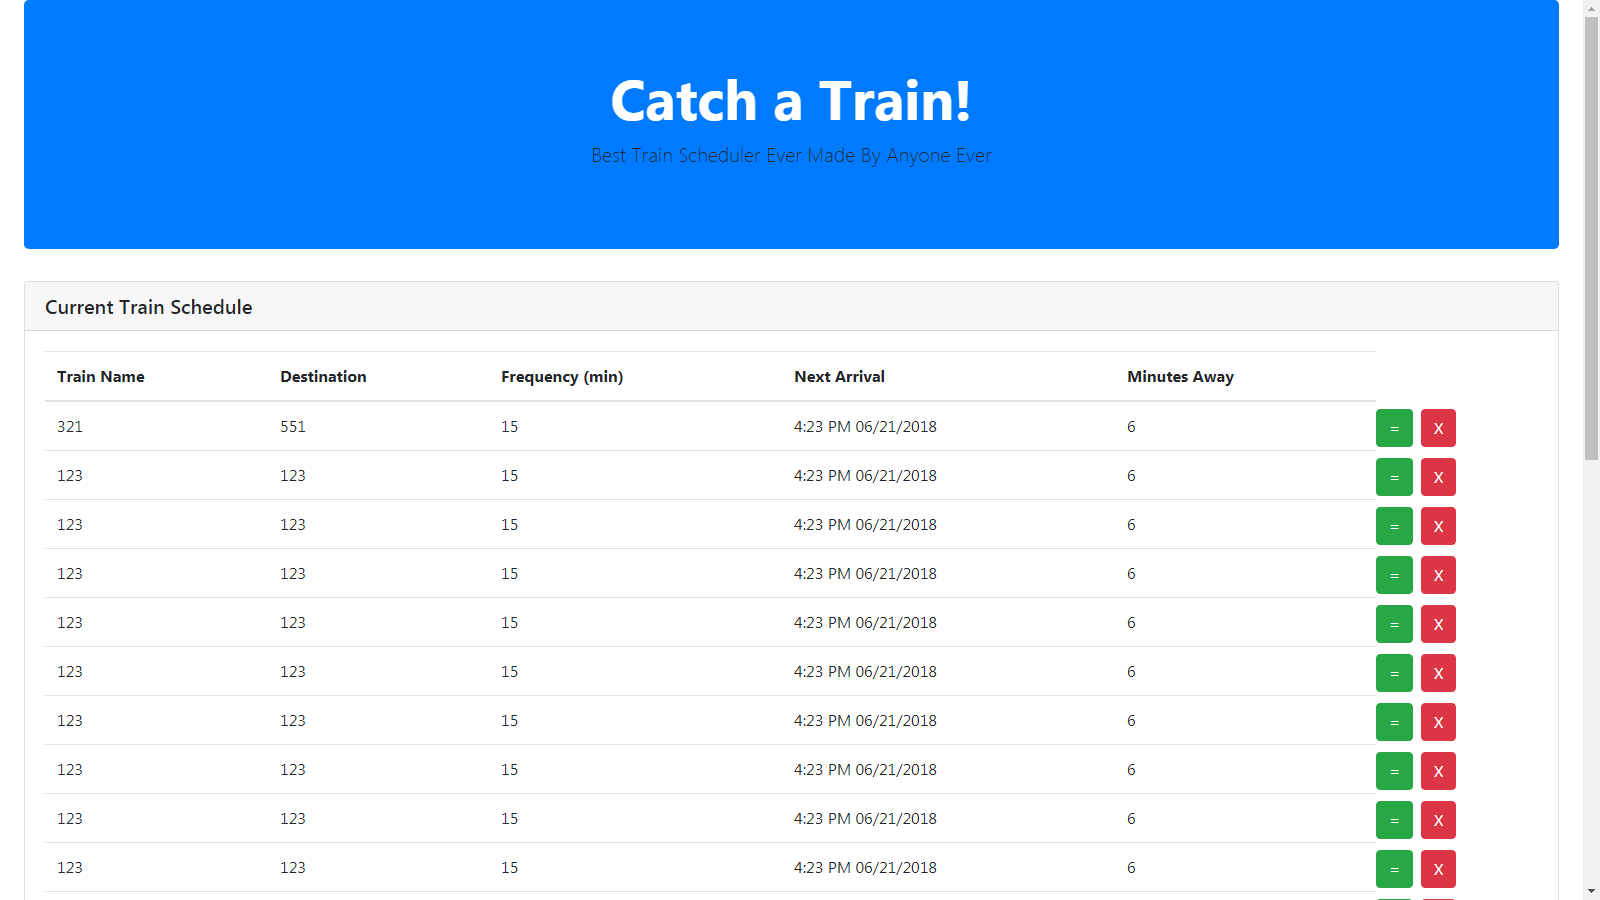 Catch a Train!
Best Train Scheduler Ever Made By Anyone Ever
Current Train Schedule
Train Name Destination Frequency (min) Next Arrival Minutes Away
321 551 15 4:23 PM 06/21/2018 6 = X
123 123 15 4:23 PM 06/21/2018 6 = X
123 123 15 4:23 PM 06/21/2018 6 = X
123 123 15 4:23 PM 06/21/2018 6 = X
123 123 15 4:23 PM 06/21/2018 6 = X
123 123 15 4:23 PM 06/21/2018 6 = X
123 123 15 4:23 PM 06/21/2018 6 = X
123 123 15 4:23 PM 06/21/2018 6 = X
123 123 15 4:23 PM 06/21/2018 6 = X
123 123 15 4:23 PM 06/21/2018 6 = X